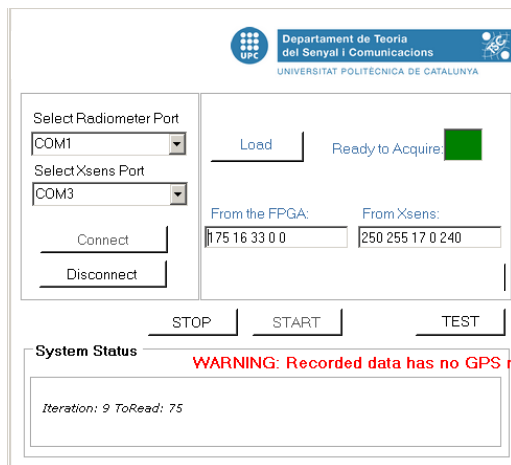 UPC
Departament de Teoria
del Senyal i Comunicacions
TSC
UNIVERSITAT POLITÈCNICA DE CATALUNYA
Select Radiometer Port
COM1
Select Xsens Port
COM3
Connect
Disconnect
Load
Ready to Acquire:
From the FPGA:
From Xsens:
175 16 33 0 0
250 255 17 0 240
STOP
START
TEST
System Status
WARNING: Recorded data has no GPS
Iteration: 9 ToRead: 75